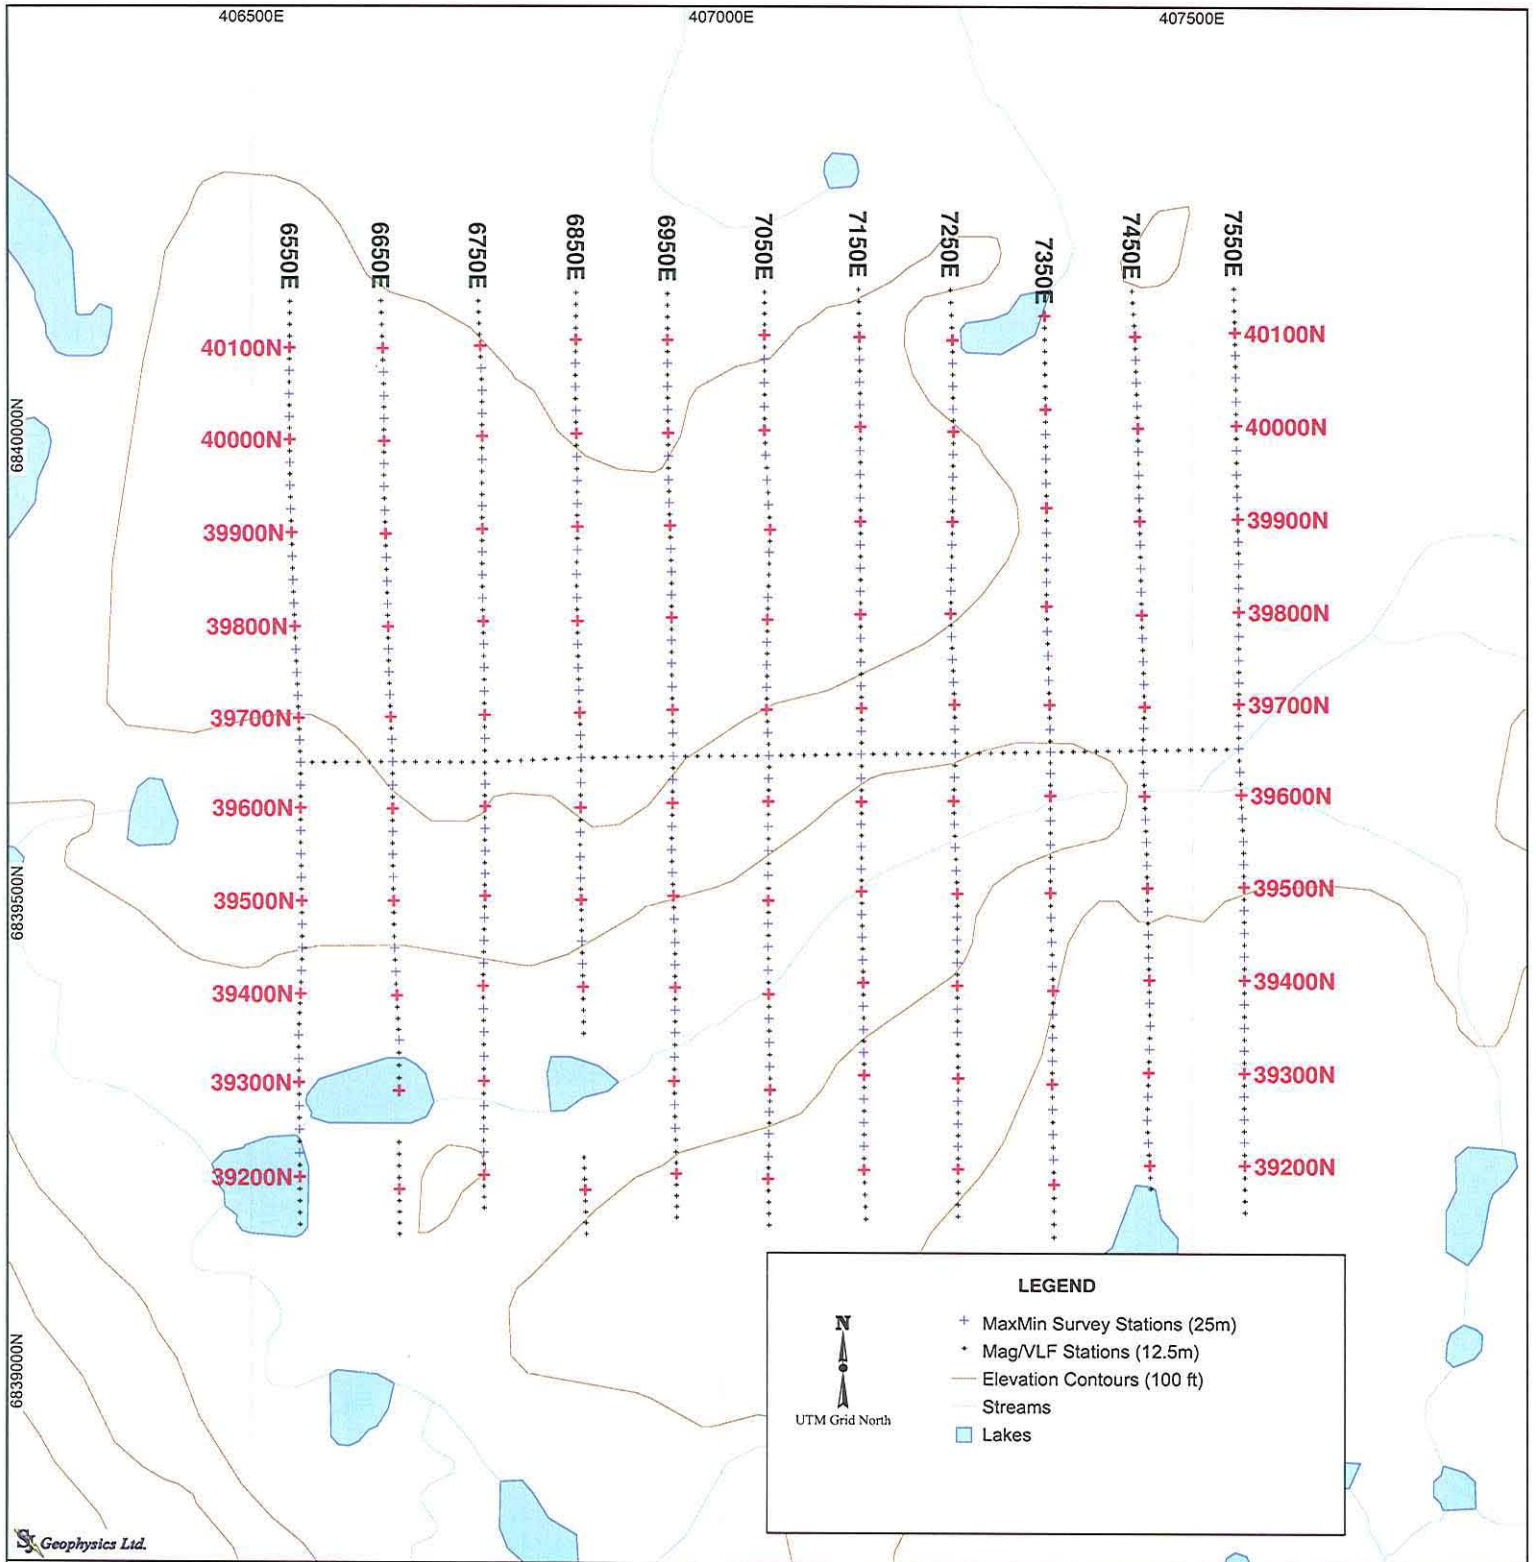 406500E
407000E
407500E
6840000N
6839500N
6839000N
6550E
6650E
6750E
6850E
6950E
7050E
7150E
7250E
7350E
7450E
7550E
40100N
40000N
39900N
39800N
39700N
39600N
39500N
39400N
39300N
39200N
40100N
40000N
39900N
39800N
39700N
39600N
39500N
39400N
39300N
39200N
LEGEND
N
UTM Grid North
MaxMin Survey Stations (25m)
Mag/VLF Stations (12.5m)
Elevation Contours (100 ft)
Streams
Lakes
SJ Geophysics Ltd.